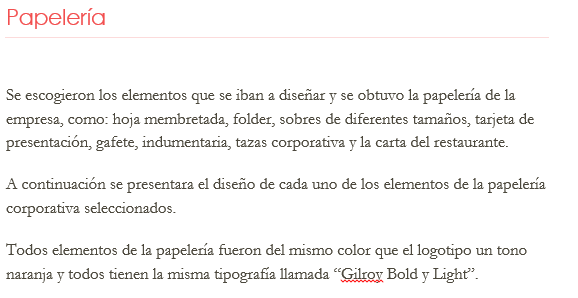 Papelería
Se escogieron los elementos que se iban a diseñar y se obtuvo la papelería de la
empresa, como: hoja membretada, folder, sobres de diferentes tamaños, tarjeta de
presentación, gafete, indumentaria, tazas corporativa y la carta del restaurante.
A continuación se presentara el diseño de cada uno de los elementos de la papelería
corporativa seleccionados.
Todos elementos de la papelería fueron del mismo color que el logotipo un tono
naranja y todos tienen la misma tipografía llamada “Gilroy Bold y Light”.